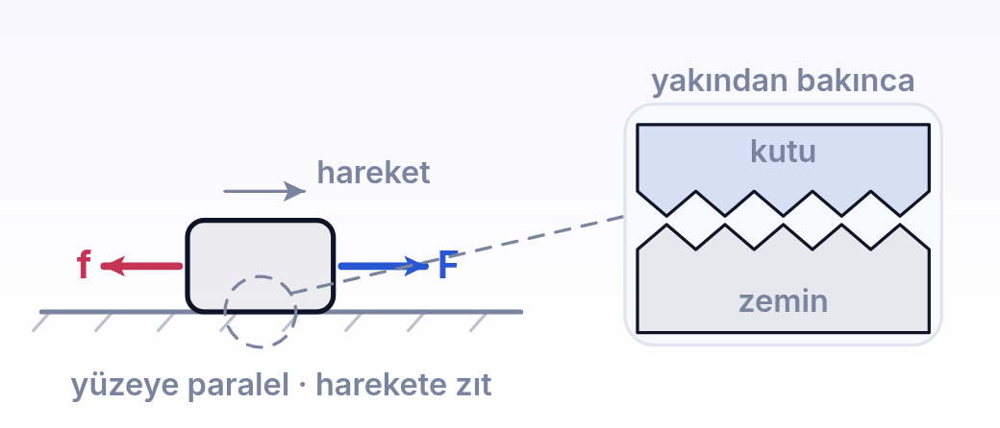 yakından bakınca
kutu
hareket
f
F
zemin
yüzeye paralel · harekete zıt